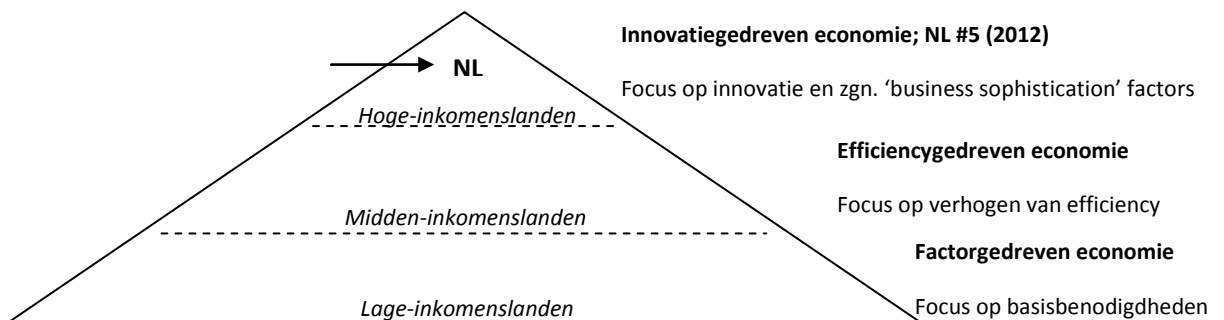 Innovatiegedreven economie; NL #5 (2012)
NL
Focus op innovatie en zgn. ‘business sophistication’ factors
Hoge-inkomenslanden
Efficiencygedreven economie
Midden-inkomenslanden
Focus op verhogen van efficiency
Factorgedreven economie
Lage-inkomenslanden
Focus op basisbenodigdheden